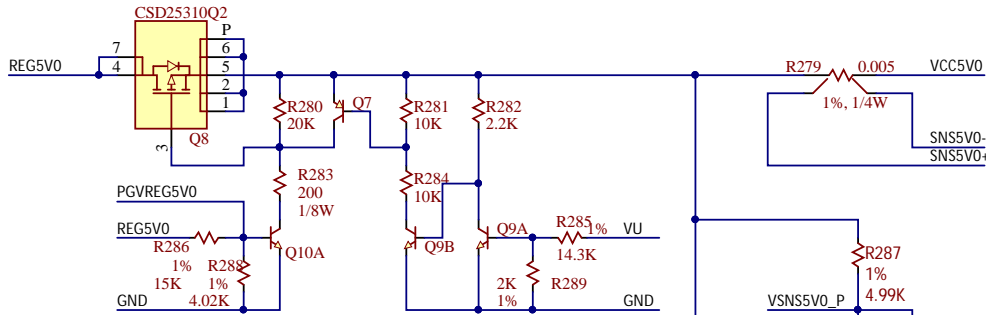 CSD25310Q2
P
7
6
REG5V0
4
5
2
1
3
Q8
R280
20K
Q7
R281
10K
R282
2.2K
R279
0.005
VCC5V0
1%, 1/4W
SNS5V0-
SNS5V0+
R283
200
1/8W
R284
10K
PGVREG5V0
REG5V0
R286
1%
15K
R288
1%
4.02K
Q10A
Q9B
Q9A
R285
1%
VU
14.3K
2K
1%
R289
GND
GND
R287
1%
4.99K
VSNS5V0_P